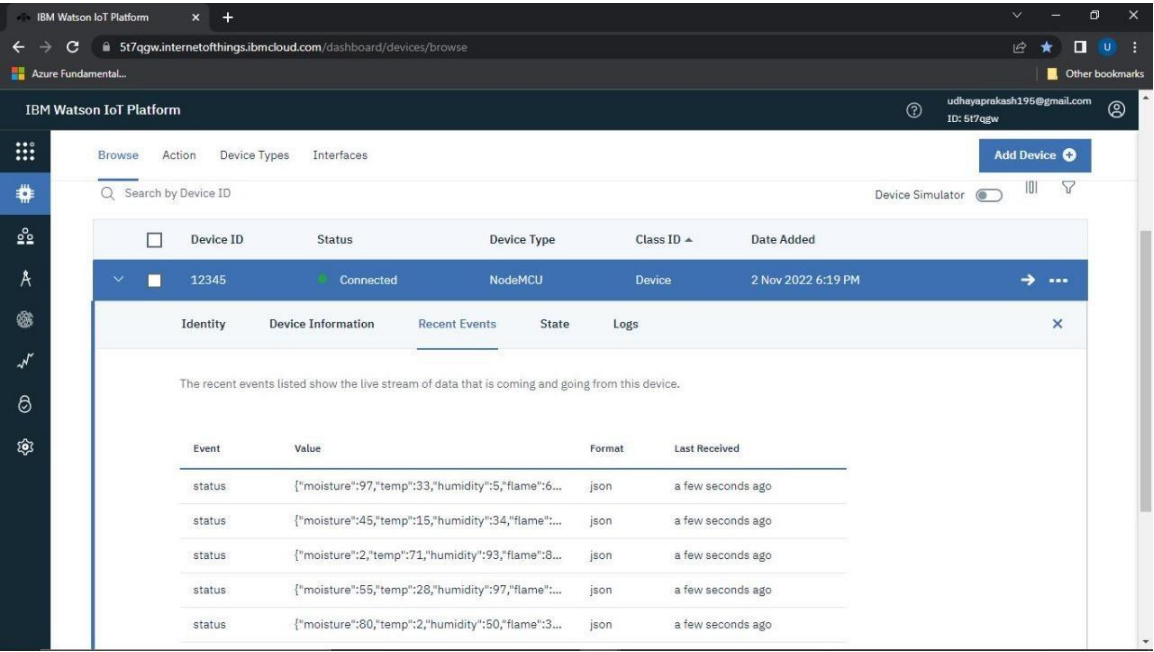 IBM Watson IoT Platform
5t7qgw.internetofthings.ibmcloud.com/dashboard/devices/browse
U
Azure Fundamental...
Other bookmarks
IBM Watson IoT Platform
udhayaprakash195@gmail.com
ID: 5t7qgw
Browse Action Device Types Interfaces
Add Device
Search by Device ID
Device Simulator
Device ID Status Device Type Class ID Date Added
12345 Connected NodeMCU Device 2 Nov 2022 6:19 PM
Identity Device Information Recent Events State Logs
The recent events listed show the live stream of data that is coming and going from this device.
Event Value Format Last Received
status {"moisture":97,"temp":33,"humidity":5,"flame":6... json a few seconds ago
status {"moisture":45,"temp":15,"humidity":34,"flame":... json a few seconds ago
status {"moisture":2,"temp":71,"humidity":93,"flame":8... json a few seconds ago
status {"moisture":55,"temp":28,"humidity":97,"flame":... json a few seconds ago
status {"moisture":80,"temp":2,"humidity":50,"flame":3... json a few seconds ago